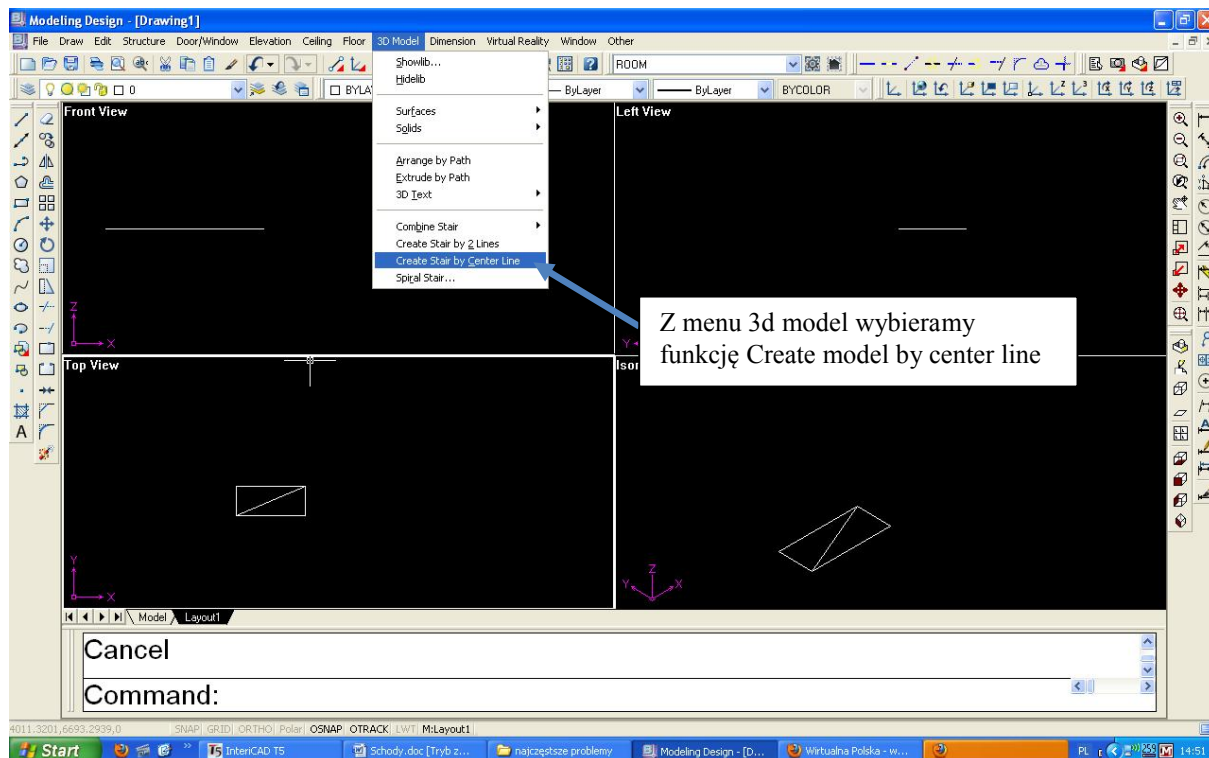 Modeling Design - [Drawing1]
File Draw Edit Structure Door/Window Elevation Ceiling Floor 3D Model Dimension Virtual Reality Window Other
ROOM
0 BYLA ByLayer ByLayer BYCOLOR
Showlib...
Hidelib
Surfaces
Solids
Arrange by Path
Extrude by Path
3D Text
Combine Stair
Create Stair by 2 Lines
Create Stair by Center Line
Spiral Stair...
Front View
Left View
Z
X
Y
Z menu 3d model wybieramy
funkcję Create model by center line
Top View
Isor
Y
X
Z
Y X
Model Layout1
Cancel
Command:
4011.3201,6693.2939,0 SNAP GRID ORTHO Polar OSNAP OTRACK LWT M:Layout1
Start InteriCAD T5 Schody.doc [Tryb z... najczęstsze problemy Modeling Design - [D... Wirtualna Polska - w... PL 14:51